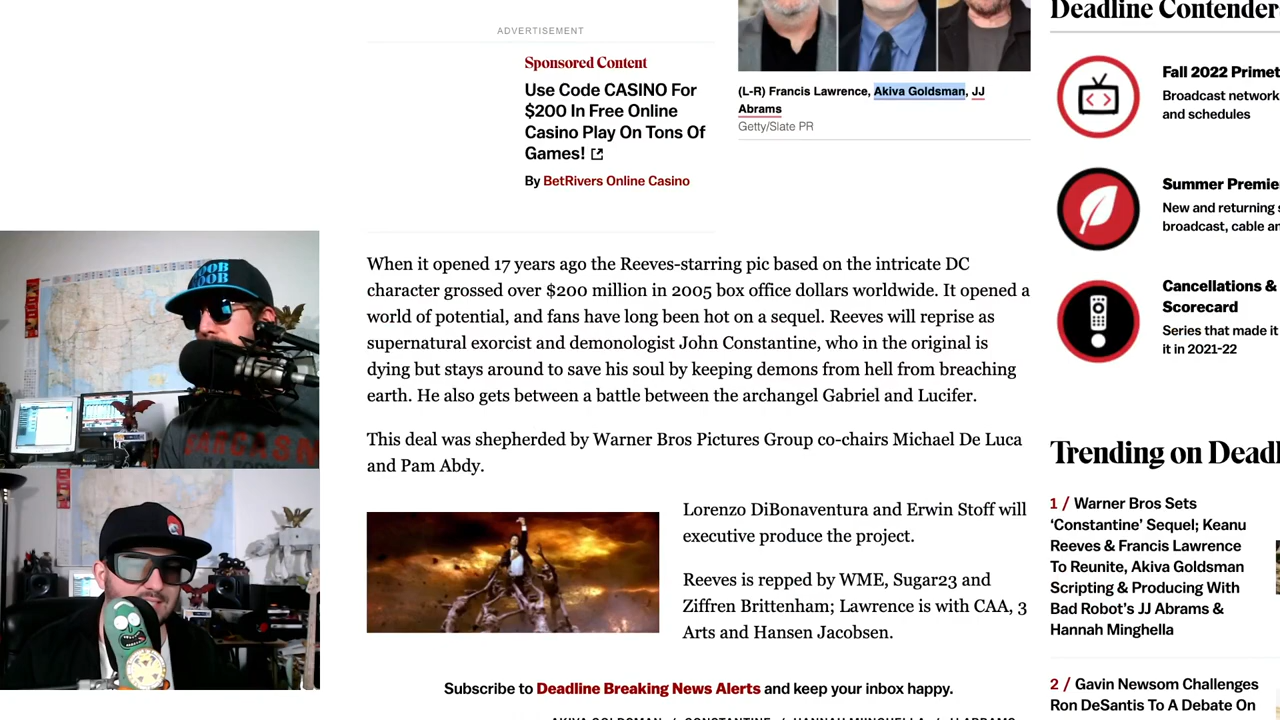 ADVERTISEMENT
Sponsored Content
Use Code CASINO For
$200 In Free Online
Casino Play On Tons Of
Games!
By BetRivers Online Casino
(L-R) Francis Lawrence, Akiva Goldsman, JJ
Abrams
Getty/Slate PR
When it opened 17 years ago the Reeves-starring pic based on the intricate DC
character grossed over $200 million in 2005 box office dollars worldwide. It opened a
world of potential, and fans have long been hot on a sequel. Reeves will reprise as
supernatural exorcist and demonologist John Constantine, who in the original is
dying but stays around to save his soul by keeping demons from hell from breaching
earth. He also gets between a battle between the archangel Gabriel and Lucifer.
This deal was shepherded by Warner Bros Pictures Group co-chairs Michael De Luca
and Pam Abdy.
Lorenzo DiBonaventura and Erwin Stoff will
executive produce the project.
Reeves is repped by WME, Sugar23 and
Ziffren Brittenham; Lawrence is with CAA, 3
Arts and Hansen Jacobsen.
Subscribe to Deadline Breaking News Alerts and keep your inbox happy.
Deadline Contender
Fall 2022 Primet
Broadcast network
and schedules
Summer Premie
New and returning s
broadcast, cable an
Cancellations &
Scorecard
Series that made it
it in 2021-22
Trending on Deadl
1 / Warner Bros Sets
‘Constantine’ Sequel; Keanu
Reeves & Francis Lawrence
To Reunite, Akiva Goldsman
Scripting & Producing With
Bad Robot’s JJ Abrams &
Hannah Minghella
2 / Gavin Newsom Challenges
Ron DeSantis To A Debate On